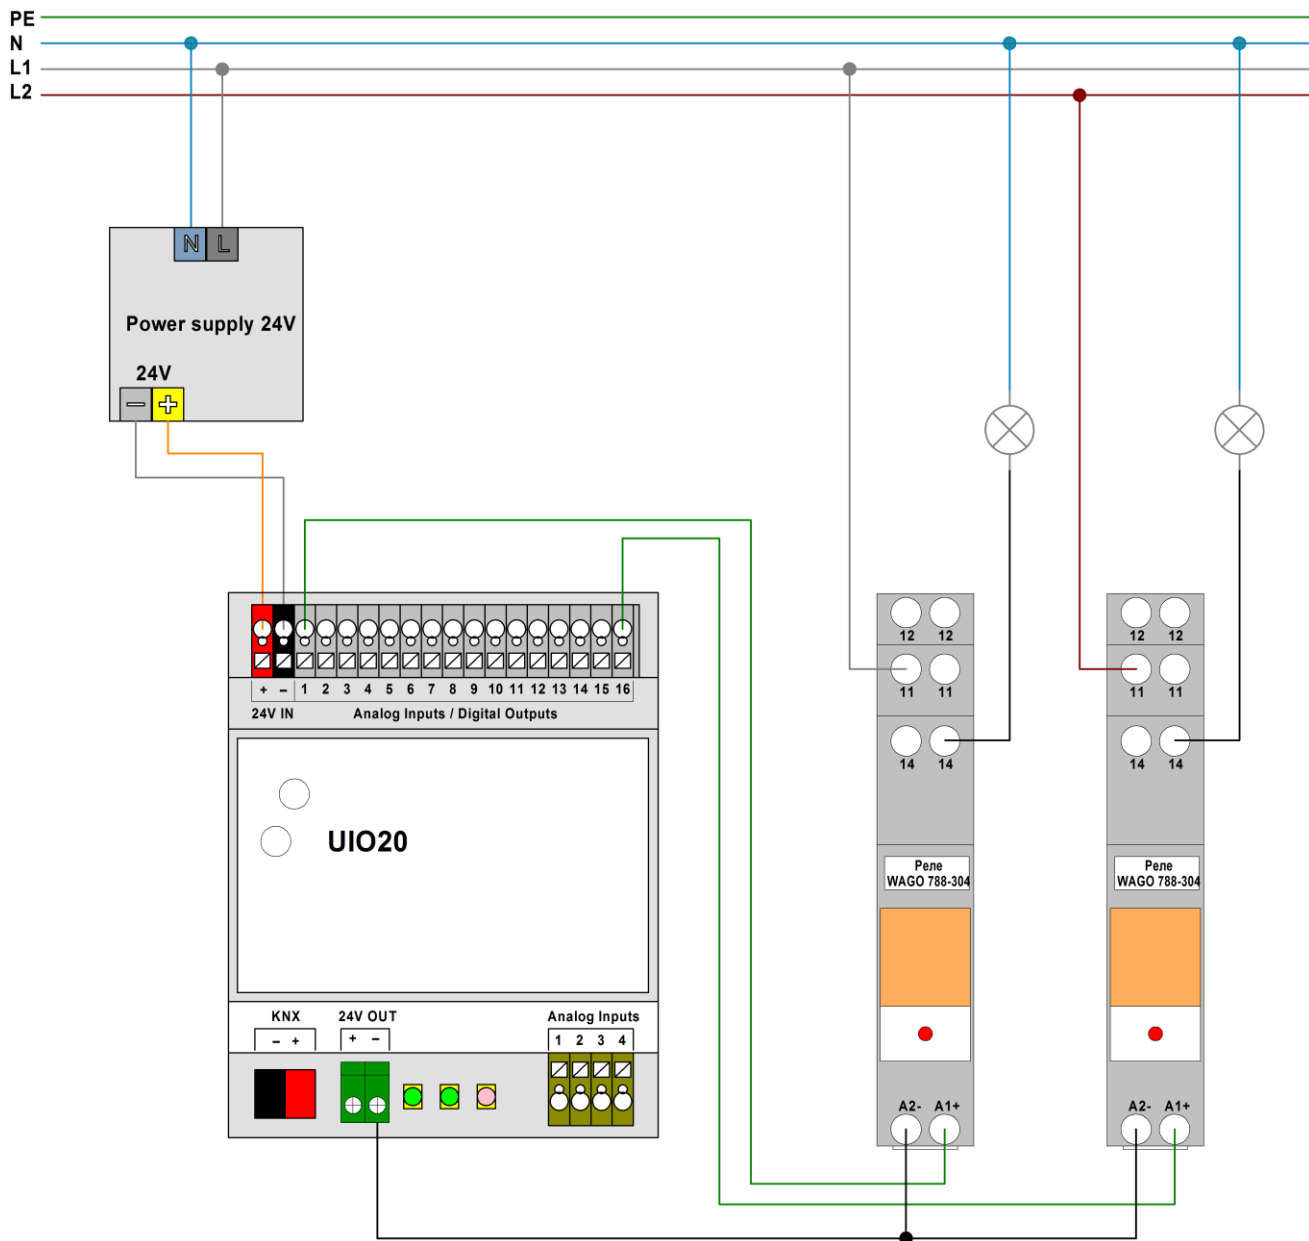 PE
N
L1
L2
N L
Power supply 24V
24V
− +
+ − 1 2 3 4 5 6 7 8 9 10 11 12 13 14 15 16
24V IN Analog Inputs / Digital Outputs
UIO20
KNX
− +
24V OUT
+ −
Analog Inputs
1 2 3 4
12 12
11 11
14 14
Реле
WAGO 788-304
A2- A1+
12 12
11 11
14 14
Реле
WAGO 788-304
A2- A1+